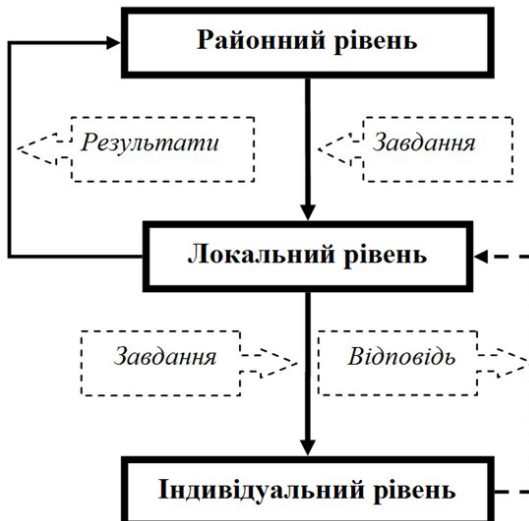 Районний рівень
Результати
Завдання
Локальний рівень
Завдання
Відповідь
Індивідуальний рівень